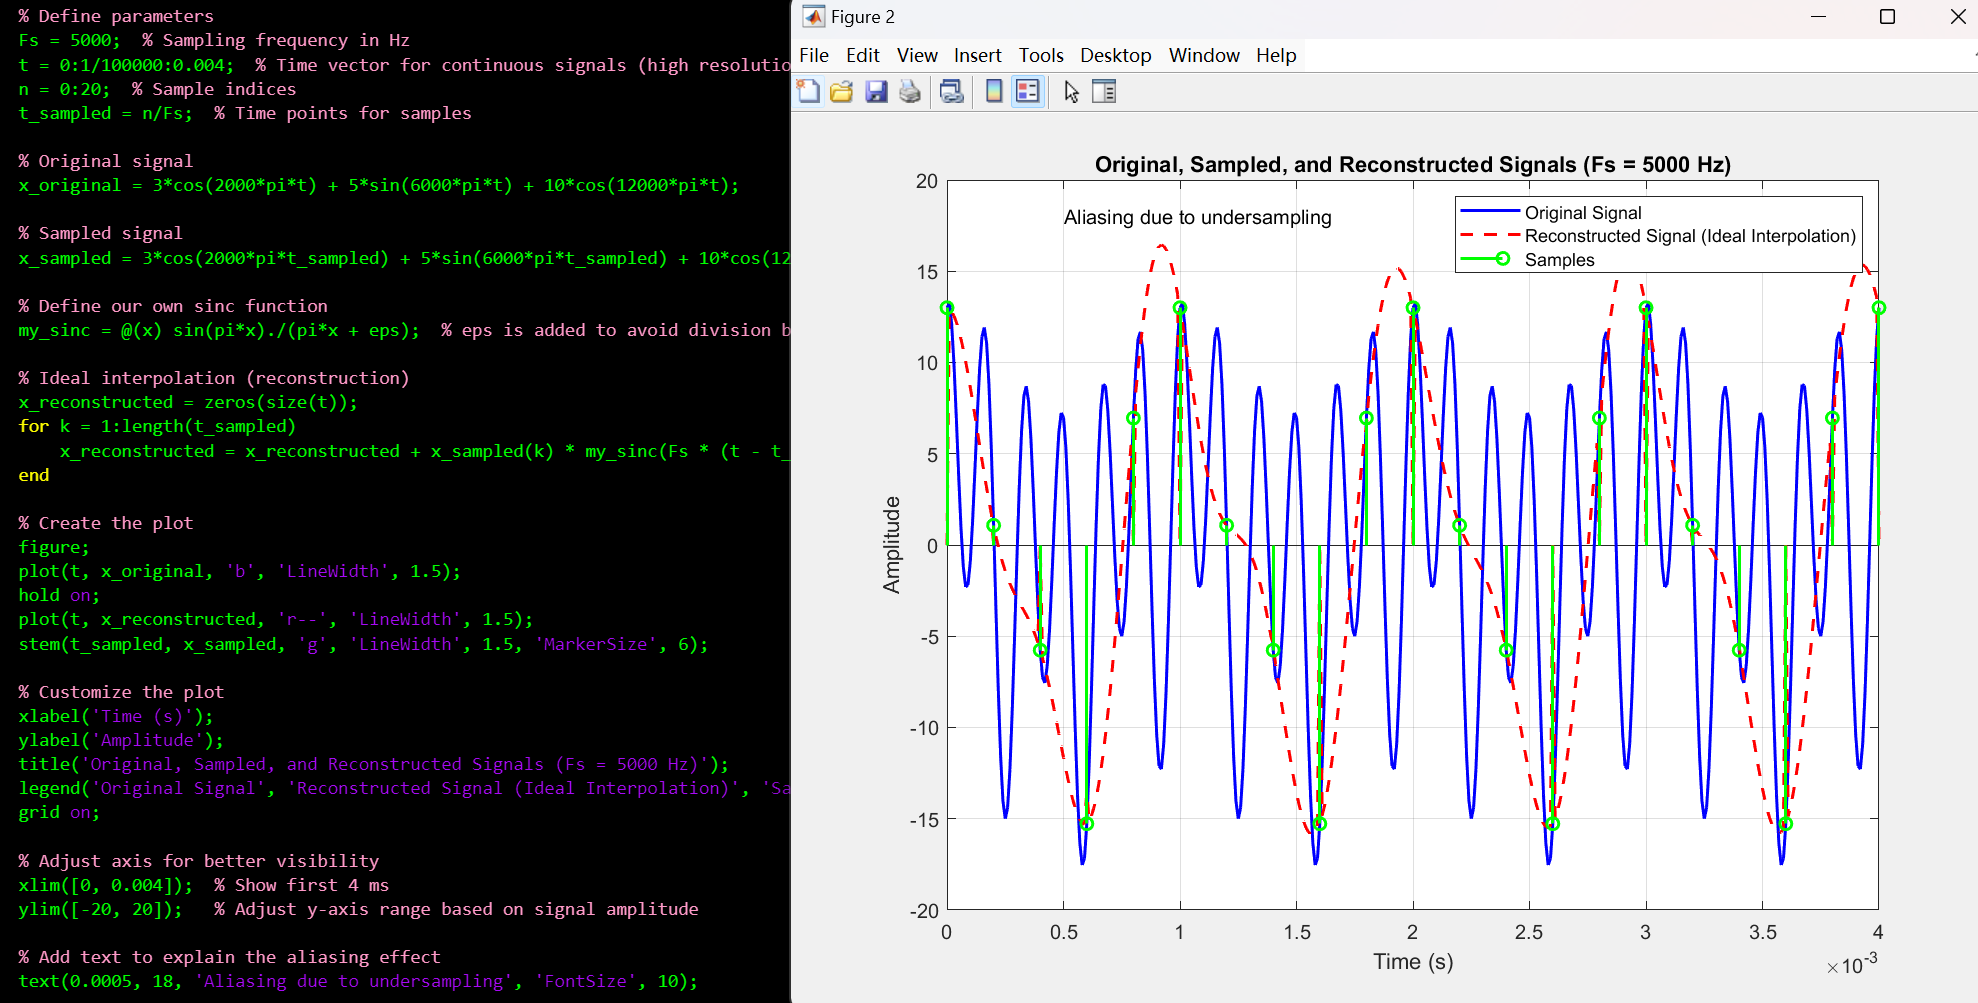 % Define parameters
Fs = 5000;  % Sampling frequency in Hz
t = 0:1/100000:0.004;  % Time vector for continuous signals (high resolutio
n = 0:20;  % Sample indices
t_sampled = n/Fs;  % Time points for samples
% Original signal
x_original = 3*cos(2000*pi*t) + 5*sin(6000*pi*t) + 10*cos(12000*pi*t);
% Sampled signal
x_sampled = 3*cos(2000*pi*t_sampled) + 5*sin(6000*pi*t_sampled) + 10*cos(12
% Define our own sinc function
my_sinc = @(x) sin(pi*x)./(pi*x + eps);  % eps is added to avoid division b
% Ideal interpolation (reconstruction)
x_reconstructed = zeros(size(t));
for k = 1:length(t_sampled)
    x_reconstructed = x_reconstructed + x_sampled(k) * my_sinc(Fs * (t - t_
end
% Create the plot
figure;
plot(t, x_original, 'b', 'LineWidth', 1.5);
hold on;
plot(t, x_reconstructed, 'r--', 'LineWidth', 1.5);
stem(t_sampled, x_sampled, 'g', 'LineWidth', 1.5, 'MarkerSize', 6);
% Customize the plot
xlabel('Time (s)');
ylabel('Amplitude');
title('Original, Sampled, and Reconstructed Signals (Fs = 5000 Hz)');
legend('Original Signal', 'Reconstructed Signal (Ideal Interpolation)', 'Sa
grid on;
% Adjust axis for better visibility
xlim([0, 0.004]);  % Show first 4 ms
ylim([-20, 20]);   % Adjust y-axis range based on signal amplitude
% Add text to explain the aliasing effect
text(0.0005, 18, 'Aliasing due to undersampling', 'FontSize', 10);
Figure 2
File Edit View Insert Tools Desktop Window Help
Original, Sampled, and Reconstructed Signals (Fs = 5000 Hz)
Aliasing due to undersampling
Original Signal
Reconstructed Signal (Ideal Interpolation)
Samples
20
15
10
5
0
-5
-10
-15
-20
Amplitude
0 0.5 1 1.5 2 2.5 3 3.5 4
Time (s)
×10⁻³